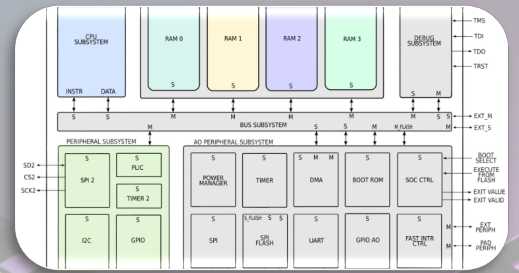 CPU
SUBSYSTEM
INSTR DATA
RAM 0
S
RAM 1
S
RAM 2
S
RAM 3
S
DEBUG
SUBSYSTEM
S M
TMS
TDI
TDO
TRST
S S M M M M S M S S
BUS SUBSYSTEM
M S S M M_FLASH M
EXT_M
EXT_S
PERIPHERAL SUBSYSTEM
SD2
CS2
SCK2
S
SPI 2
S
PLIC
S
TIMER 2
S
I2C
S
GPIO
AO PERIPHERAL SUBSYSTEM
S
POWER
MANAGER
S
TIMER
S M M
DMA
S
BOOT ROM
S
SOC CTRL
BOOT
SELECT
EXECUTE
FROM
FLASH
EXIT VALUE
EXIT VALID
S
SPI
S_FLASH S S
SPI
FLASH
S
UART
S
GPIO AO
S
FAST INTR
CTRL
M EXT
PERIPH
M PAD
PERIPH